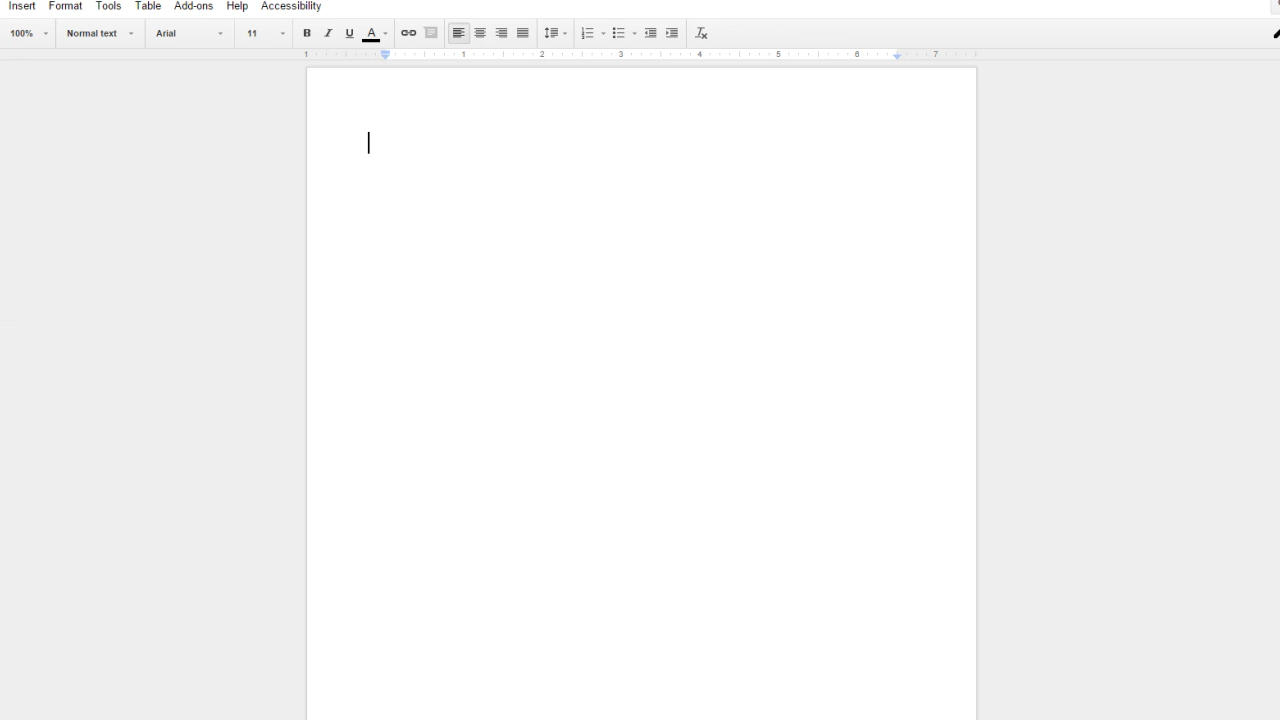 Insert Format Tools Table Add-ons Help Accessibility
100% Normal text Arial 11 B I U A
1 1 2 3 4 5 6 7